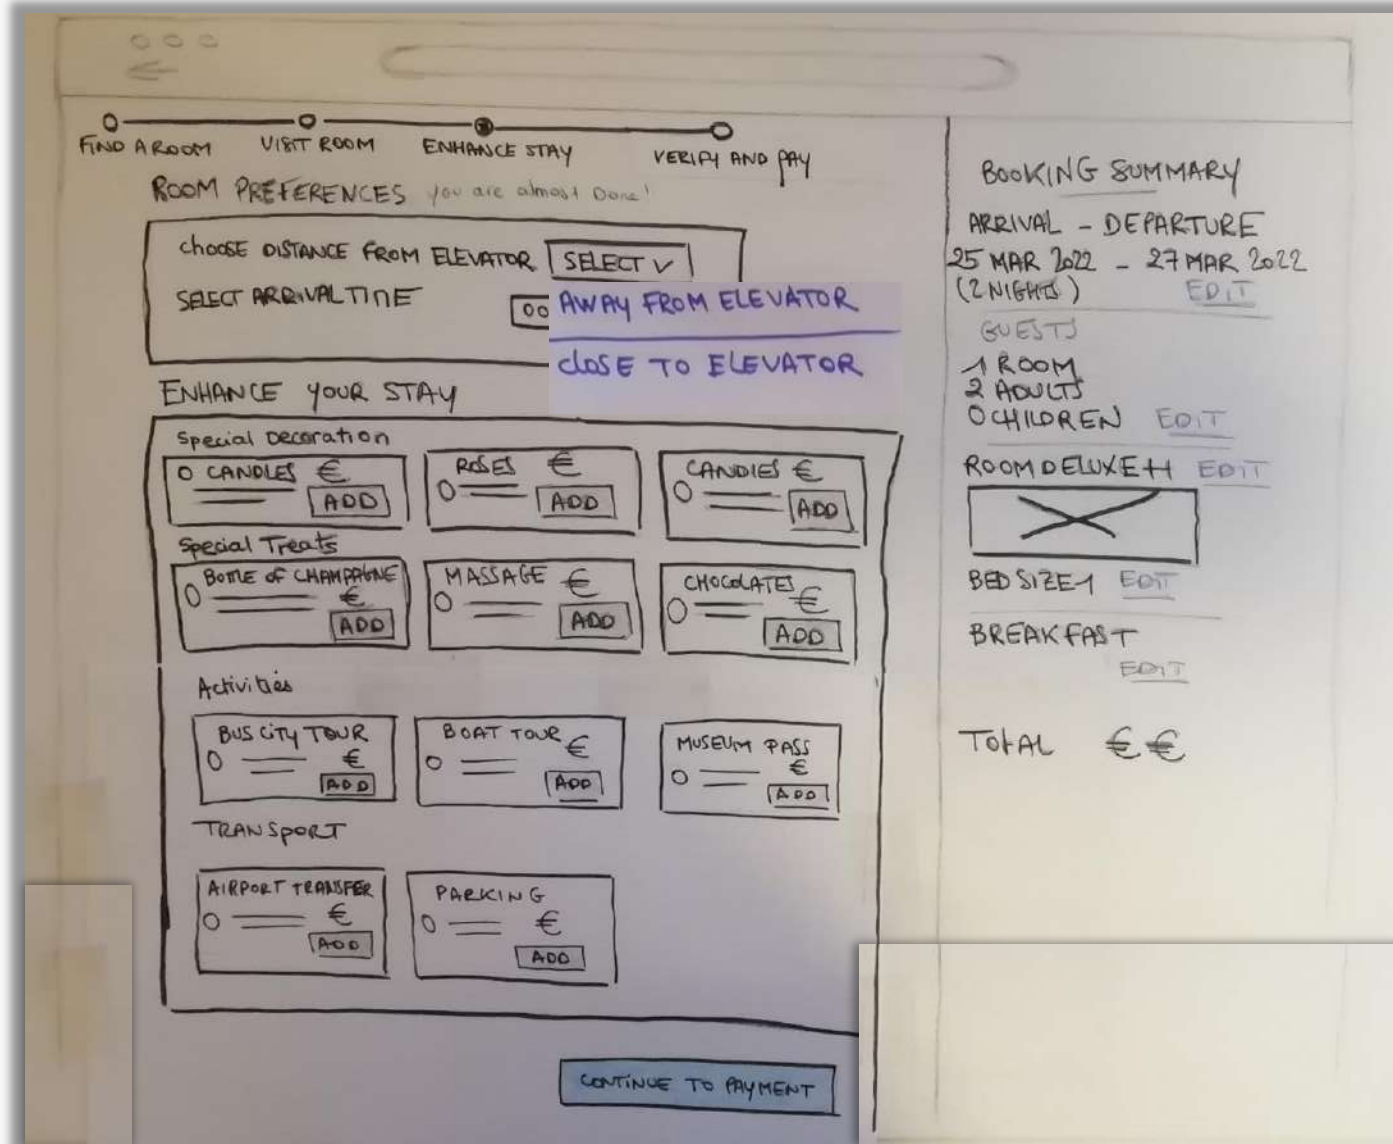 FIND A ROOM
VISIT ROOM
ENHANCE STAY
VERIFY AND PAY
ROOM PREFERENCES you are almost Done!
choose DISTANCE FROM ELEVATOR SELECT
SELECT ARRIVAL TIME 00
AWAY FROM ELEVATOR
close TO ELEVATOR
ENHANCE YOUR STAY
Special Decoration
CANDLES €
ADD
ROSES €
ADD
CANDIES €
ADD
Special Treats
BOTTLE OF CHAMPAGNE
€
ADD
MASSAGE €
ADD
CHOCOLATES €
ADD
Activities
BUS CITY TOUR
€
ADD
BOAT TOUR €
ADD
MUSEUM PASS
€
ADD
TRANSPORT
AIRPORT TRANSFER
€
ADD
PARKING
€
ADD
CONTINUE TO PAYMENT
BOOKING SUMMARY
ARRIVAL - DEPARTURE
25 MAR 2022 - 27 MAR 2022
(2 NIGHTS) EDIT
GUESTS
1 ROOM
2 ADULTS
0 CHILDREN EDIT
ROOM DELUXE EDIT
BED SIZE 1 EDIT
BREAKFAST
EDIT
TOTAL €€